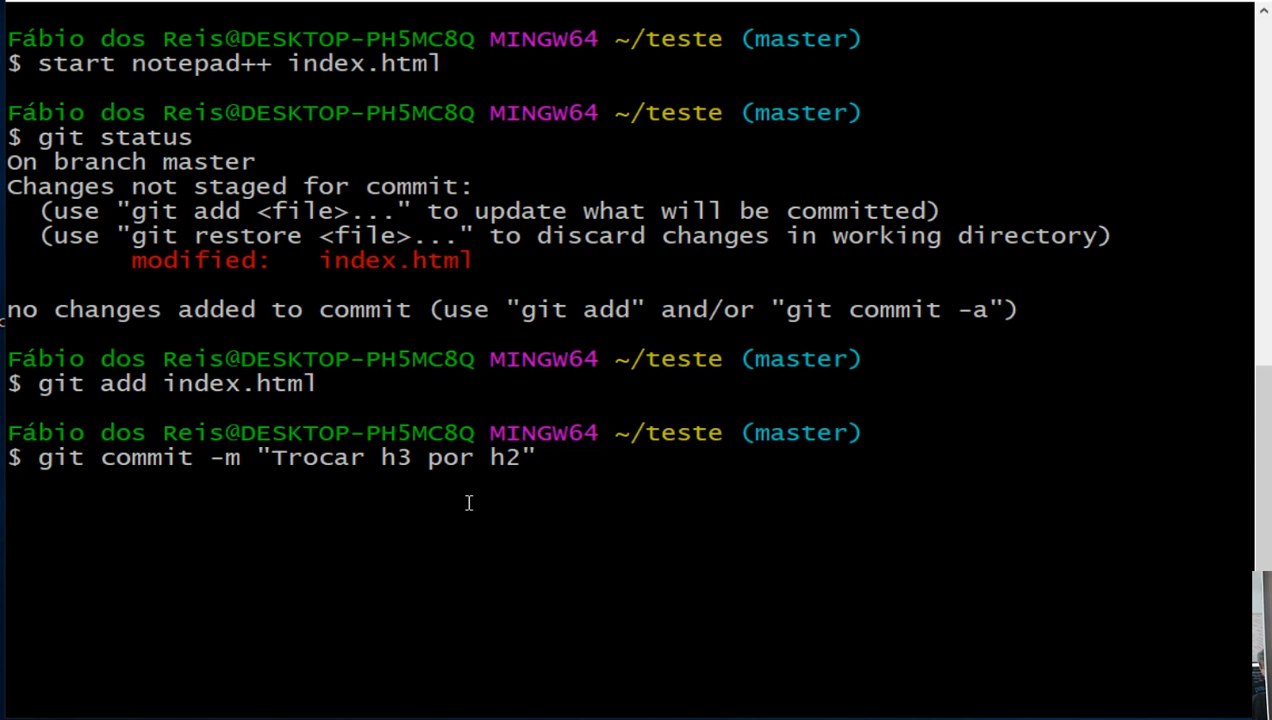 Fábio dos Reis@DESKTOP-PH5MC8Q MINGW64 ~/teste (master)
$ start notepad++ index.html
Fábio dos Reis@DESKTOP-PH5MC8Q MINGW64 ~/teste (master)
$ git status
On branch master
Changes not staged for commit:
(use "git add <file>..." to update what will be committed)
(use "git restore <file>..." to discard changes in working directory)
modified: index.html
no changes added to commit (use "git add" and/or "git commit -a")
Fábio dos Reis@DESKTOP-PH5MC8Q MINGW64 ~/teste (master)
$ git add index.html
Fábio dos Reis@DESKTOP-PH5MC8Q MINGW64 ~/teste (master)
$ git commit -m "Trocar h3 por h2"